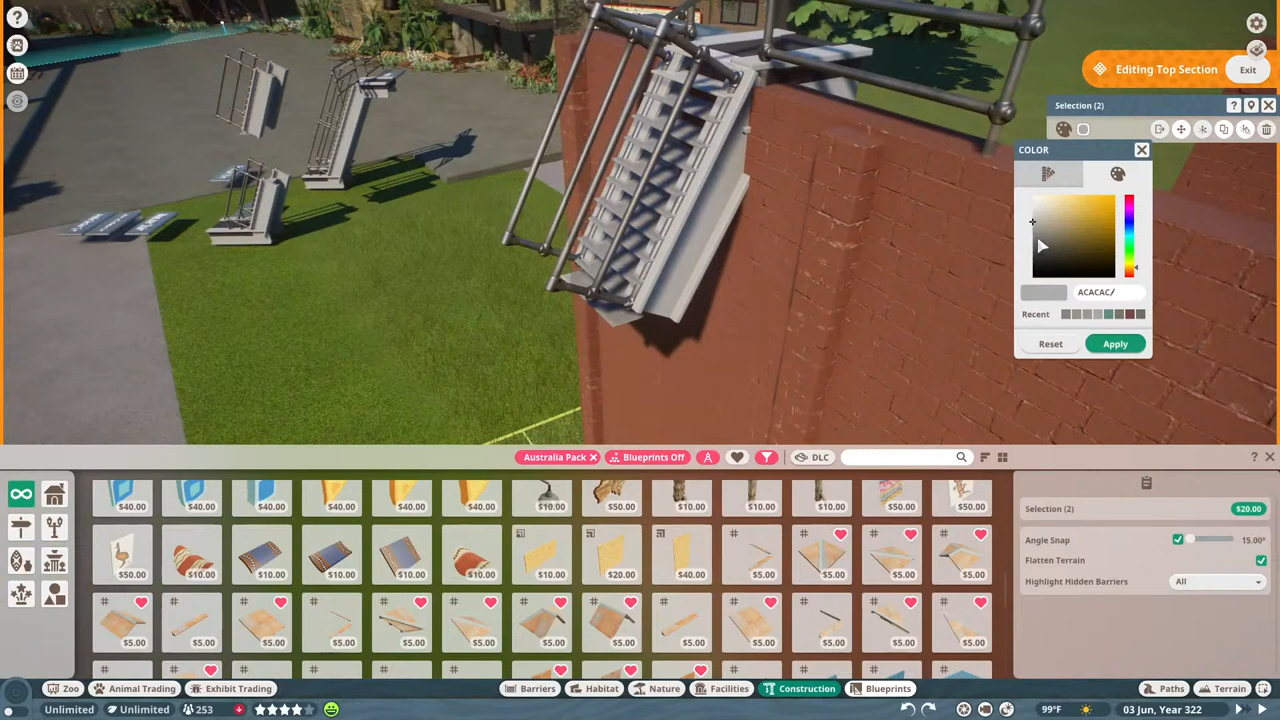 Editing Top Section
Exit
Selection (2)
COLOR
ACACAC/
Recent
Reset
Apply
Australia Pack
Blueprints Off
DLC
$40.00 $40.00 $40.00 $40.00 $40.00 $40.00 $10.00 $50.00 $10.00 $10.00 $10.00 $50.00 $50.00
$50.00 $10.00 $10.00 $10.00 $10.00 $10.00 $10.00 $20.00 $40.00 $5.00 $5.00 $5.00 $5.00
$5.00 $5.00 $5.00 $5.00 $5.00 $5.00 $5.00 $5.00 $5.00 $5.00 $5.00 $5.00 $5.00
Selection (2)
$20.00
Angle Snap
15.00°
Flatten Terrain
Highlight Hidden Barriers
All
Zoo
Animal Trading
Exhibit Trading
Barriers
Habitat
Nature
Facilities
Construction
Blueprints
Paths
Terrain
Unlimited
Unlimited
253
99°F
03 Jun, Year 322